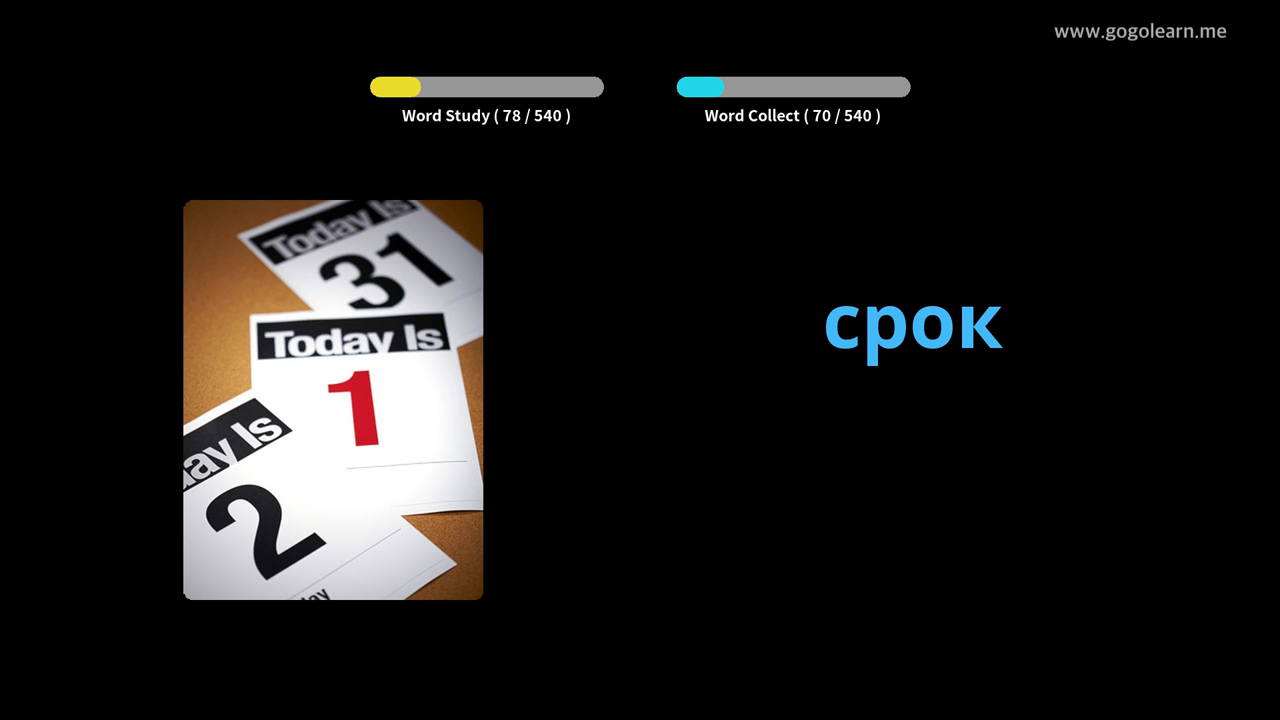 www.gogolearn.me
Word Study ( 78 / 540 )
Word Collect ( 70 / 540 )
Today Is
31
Today Is
1
day Is
2
срок